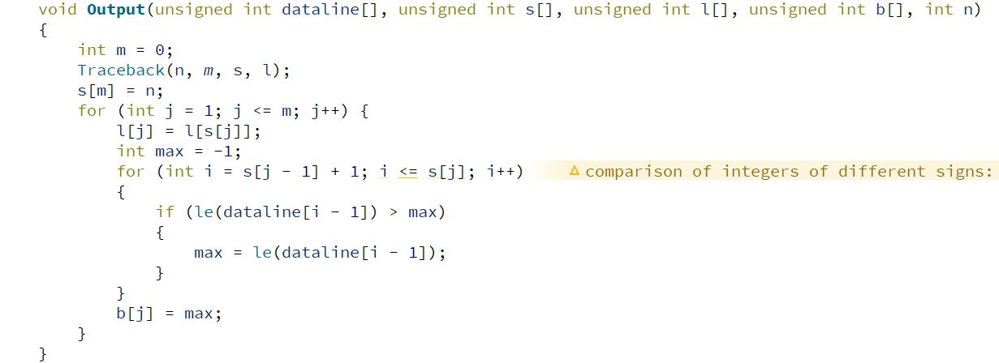 void Output(unsigned int dataline[], unsigned int s[], unsigned int l[], unsigned int b[], int n)
{
    int m = 0;
    Traceback(n, m, s, l);
    s[m] = n;
    for (int j = 1; j <= m; j++) {
        l[j] = l[s[j]];
        int max = -1;
        for (int i = s[j - 1] + 1; i <= s[j]; i++) comparison of integers of different signs:
        {
            if (le(dataline[i - 1]) > max)
            {
                max = le(dataline[i - 1]);
            }
        }
        b[j] = max;
    }
}